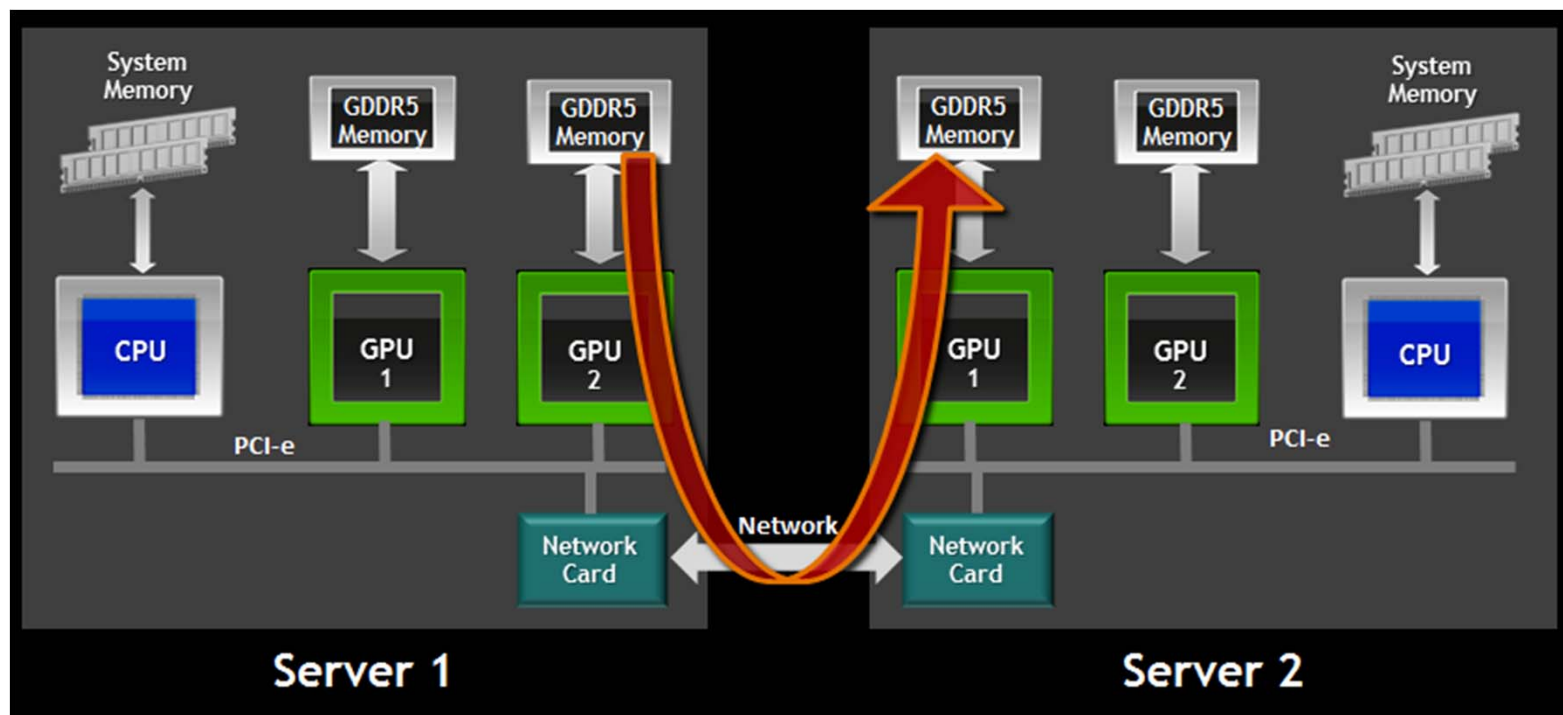 System
Memory
GDDR5
Memory
GDDR5
Memory
CPU
GPU
1
GPU
2
PCI-e
Network
Card
Server 1
Network
GDDR5
Memory
GDDR5
Memory
System
Memory
GPU
1
GPU
2
CPU
PCI-e
Network
Card
Server 2